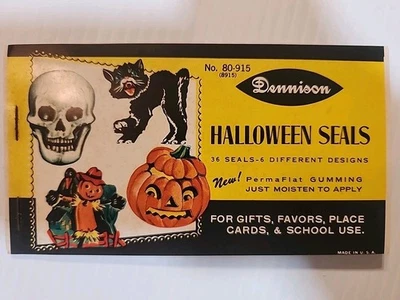 No. 80-915
(8915)
Dennison
HALLOWEEN SEALS
36 SEALS-6 DIFFERENT DESIGNS
New! PermaFlat GUMMING
JUST MOISTEN TO APPLY
FOR GIFTS, FAVORS, PLACE
CARDS, & SCHOOL USE.
MADE IN U.S.A.